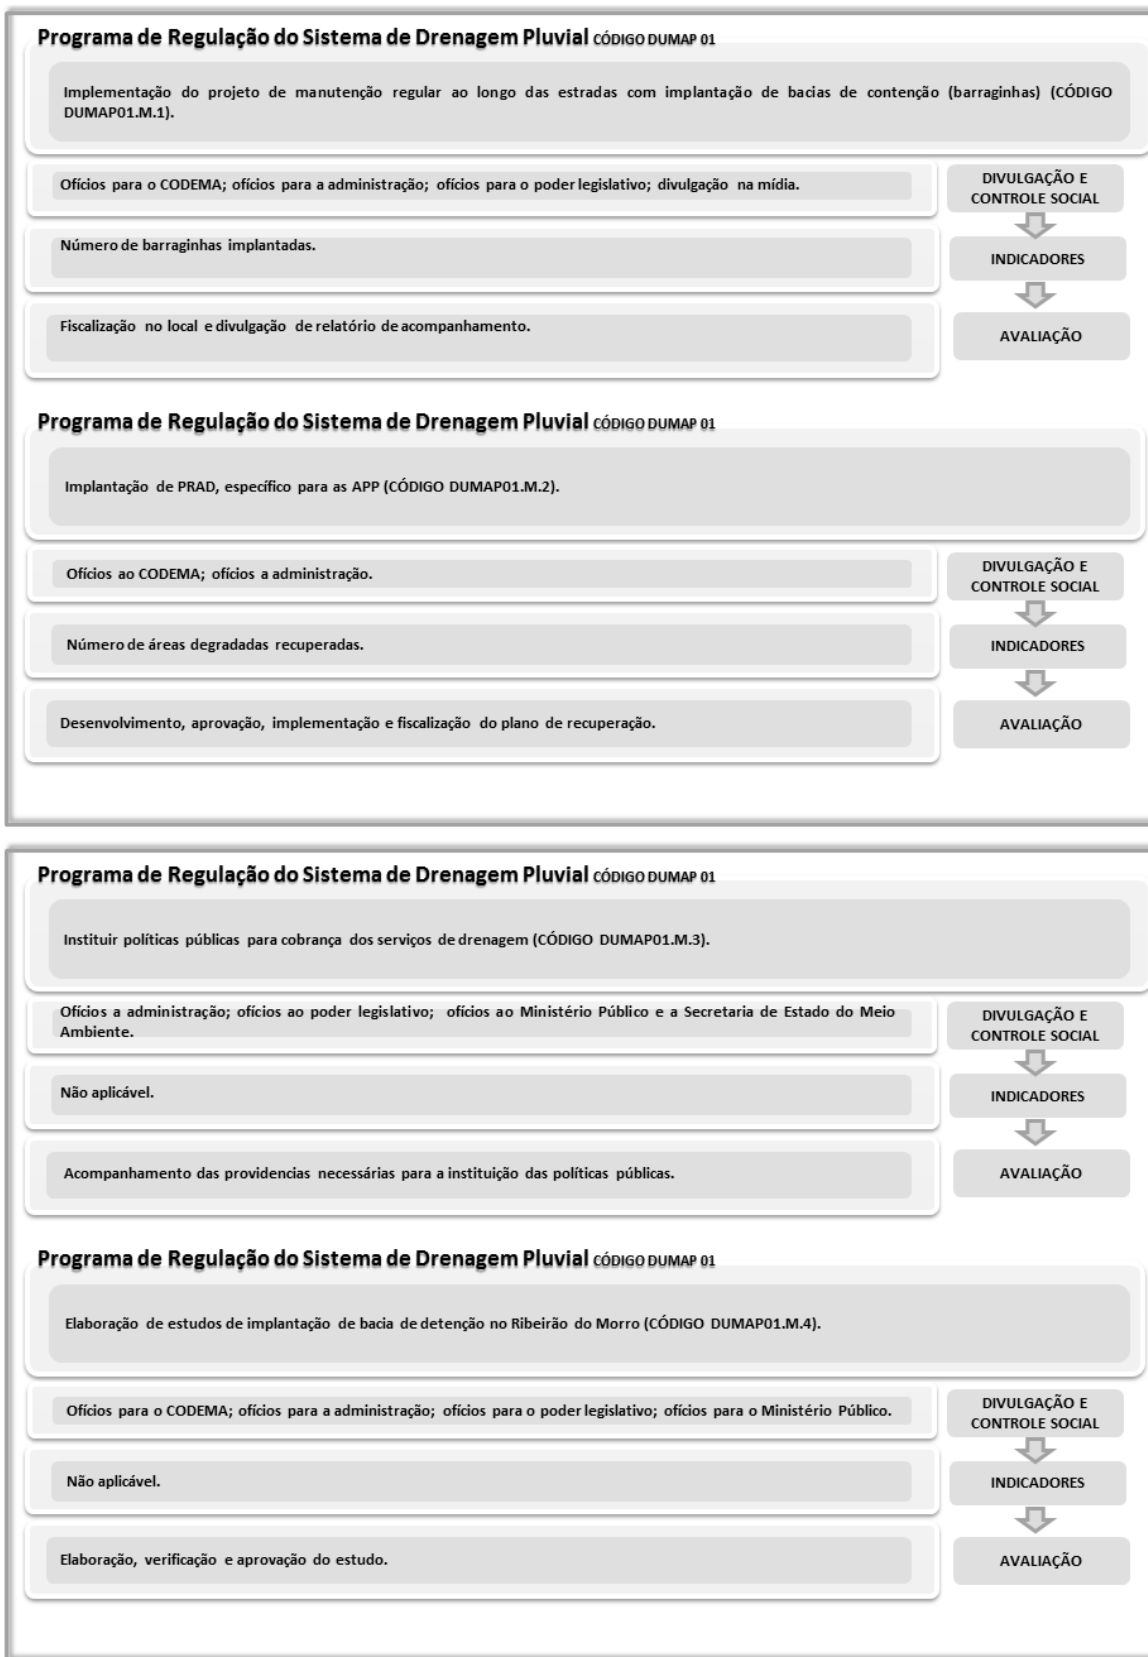 Programa de Regulação do Sistema de Drenagem Pluvial CÓDIGO DUMAP 01
Implementação do projeto de manutenção regular ao longo das estradas com implantação de bacias de contenção (barraginhas) (CÓDIGO
DUMAP01.M.1).
Ofícios para o CODEMA; ofícios para a administração; ofícios para o poder legislativo; divulgação na mídia.
DIVULGAÇÃO E
CONTROLE SOCIAL
Número de barraginhas implantadas.
INDICADORES
Fiscalização no local e divulgação de relatório de acompanhamento.
AVALIAÇÃO
Programa de Regulação do Sistema de Drenagem Pluvial CÓDIGO DUMAP 01
Implantação de PRAD, específico para as APP (CÓDIGO DUMAP01.M.2).
Ofícios ao CODEMA; ofícios a administração.
DIVULGAÇÃO E
CONTROLE SOCIAL
Número de áreas degradadas recuperadas.
INDICADORES
Desenvolvimento, aprovação, implementação e fiscalização do plano de recuperação.
AVALIAÇÃO
Programa de Regulação do Sistema de Drenagem Pluvial CÓDIGO DUMAP 01
Instituir políticas públicas para cobrança dos serviços de drenagem (CÓDIGO DUMAP01.M.3).
Ofícios a administração; ofícios ao poder legislativo; ofícios ao Ministério Público e a Secretaria de Estado do Meio
Ambiente.
DIVULGAÇÃO E
CONTROLE SOCIAL
Não aplicável.
INDICADORES
Acompanhamento das providencias necessárias para a instituição das políticas públicas.
AVALIAÇÃO
Programa de Regulação do Sistema de Drenagem Pluvial CÓDIGO DUMAP 01
Elaboração de estudos de implantação de bacia de detenção no Ribeirão do Morro (CÓDIGO DUMAP01.M.4).
Ofícios para o CODEMA; ofícios para a administração; ofícios para o poder legislativo; ofícios para o Ministério Público.
DIVULGAÇÃO E
CONTROLE SOCIAL
Não aplicável.
INDICADORES
Elaboração, verificação e aprovação do estudo.
AVALIAÇÃO